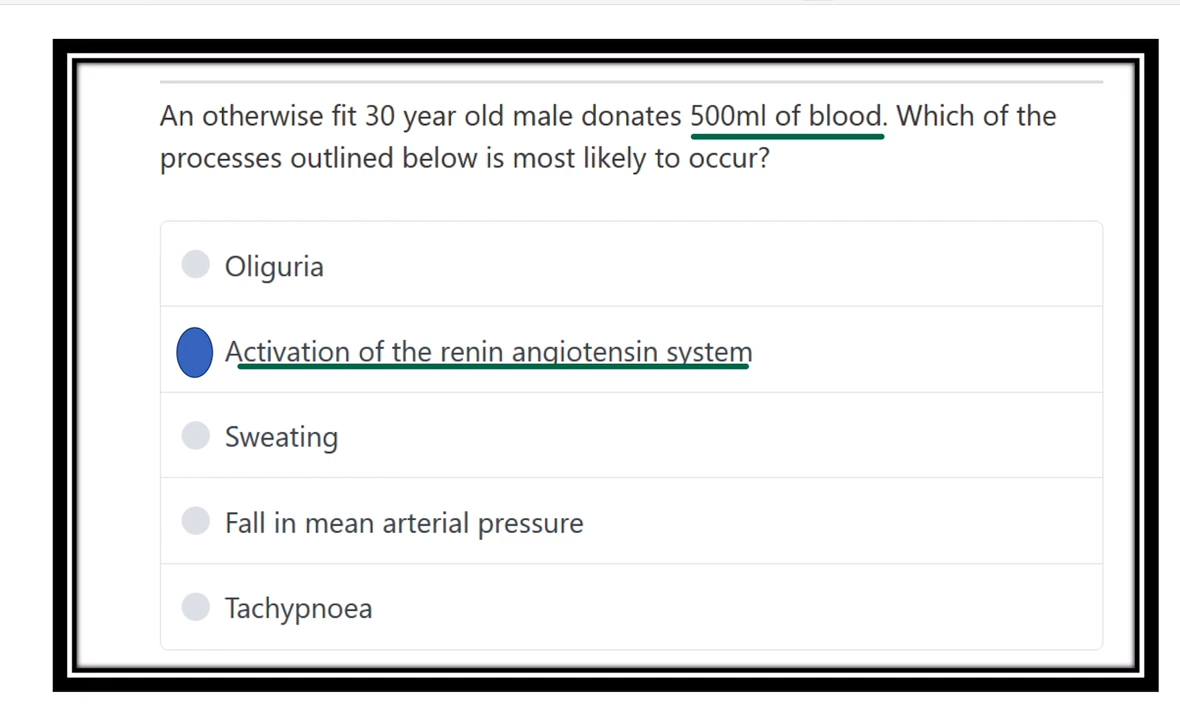 An otherwise fit 30 year old male donates 500ml of blood. Which of the
processes outlined below is most likely to occur?
Oliguria
Activation of the renin angiotensin system
Sweating
Fall in mean arterial pressure
Tachypnoea